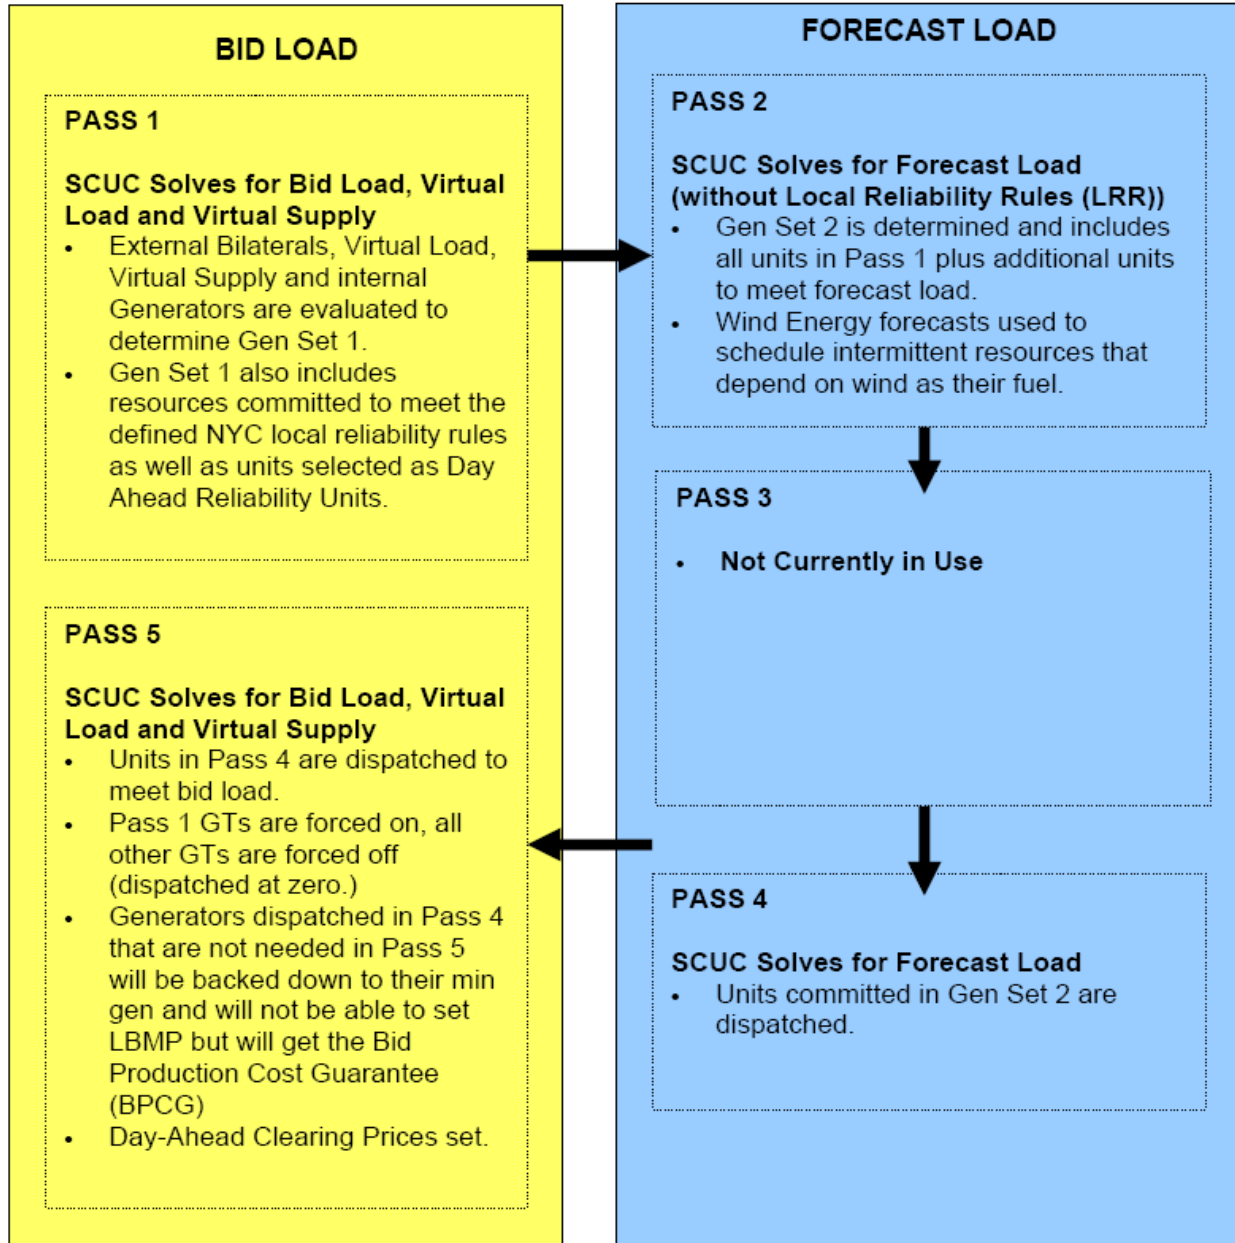 BID LOAD
PASS 1
SCUC Solves for Bid Load, Virtual
Load and Virtual Supply
• External Bilaterals, Virtual Load,
Virtual Supply and internal
Generators are evaluated to
determine Gen Set 1.
• Gen Set 1 also includes
resources committed to meet the
defined NYC local reliability rules
as well as units selected as Day
Ahead Reliability Units.
FORECAST LOAD
PASS 2
SCUC Solves for Forecast Load
(without Local Reliability Rules (LRR))
• Gen Set 2 is determined and includes
all units in Pass 1 plus additional units
to meet forecast load.
• Wind Energy forecasts used to
schedule intermittent resources that
depend on wind as their fuel.
PASS 3
• Not Currently in Use
PASS 4
SCUC Solves for Forecast Load
• Units committed in Gen Set 2 are
dispatched.
PASS 5
SCUC Solves for Bid Load, Virtual
Load and Virtual Supply
• Units in Pass 4 are dispatched to
meet bid load.
• Pass 1 GTs are forced on, all
other GTs are forced off
(dispatched at zero.)
• Generators dispatched in Pass 4
that are not needed in Pass 5
will be backed down to their min
gen and will not be able to set
LBMP but will get the Bid
Production Cost Guarantee
(BPCG)
• Day-Ahead Clearing Prices set.